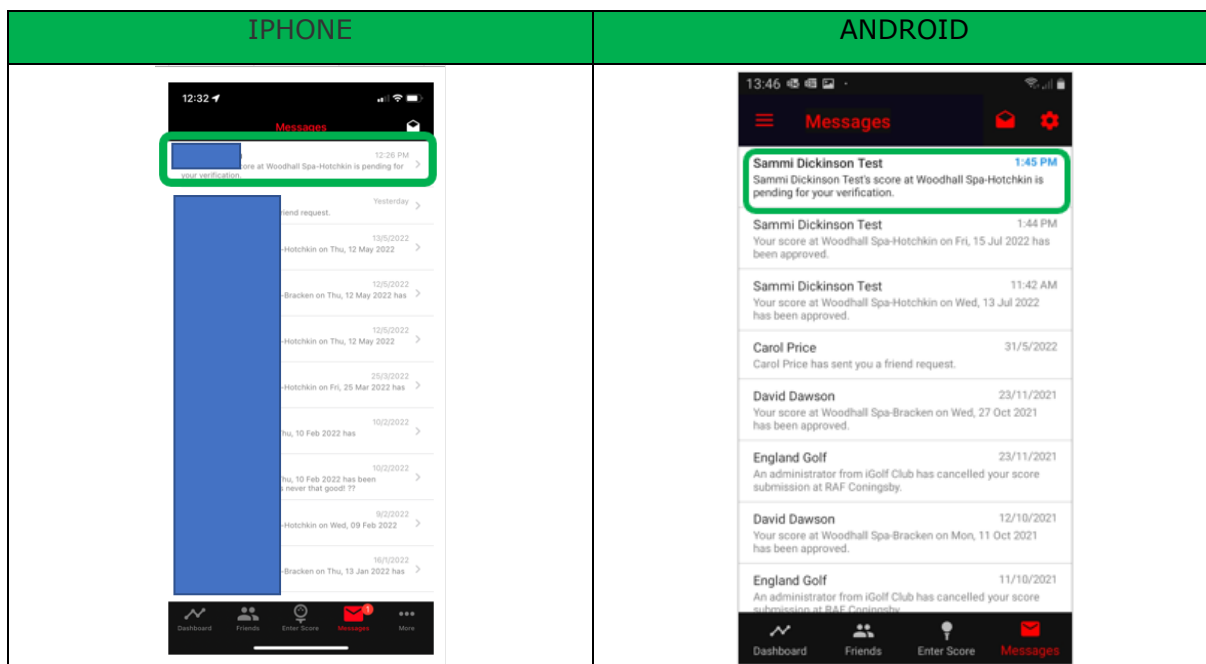 IPHONE
12:32
Messages
12:26 PM
core at Woodhall Spa-Hotchkin is pending for
your verification.
Yesterday
riend request.
13/5/2022
-Hotchkin on Thu, 12 May 2022
12/5/2022
-Bracken on Thu, 12 May 2022 has
12/5/2022
-Hotchkin on Thu, 12 May 2022
25/3/2022
-Hotchkin on Fri, 25 Mar 2022 has
10/2/2022
hu, 10 Feb 2022 has
10/2/2022
hu, 10 Feb 2022 has been
s never that good! ??
9/2/2022
-Hotchkin on Wed, 09 Feb 2022
16/1/2022
-Bracken on Thu, 13 Jan 2022 has
1
Dashboard Friends Enter Score Messages More
ANDROID
13:46
Messages
Sammi Dickinson Test 1:45 PM
Sammi Dickinson Test's score at Woodhall Spa-Hotchkin is
pending for your verification.
Sammi Dickinson Test 1:44 PM
Your score at Woodhall Spa-Hotchkin on Fri, 15 Jul 2022 has
been approved.
Sammi Dickinson Test 11:42 AM
Your score at Woodhall Spa-Hotchkin on Wed, 13 Jul 2022
has been approved.
Carol Price 31/5/2022
Carol Price has sent you a friend request.
David Dawson 23/11/2021
Your score at Woodhall Spa-Bracken on Wed, 27 Oct 2021
has been approved.
England Golf 23/11/2021
An administrator from iGolf Club has cancelled your score
submission at RAF Coningsby.
David Dawson 12/10/2021
Your score at Woodhall Spa-Bracken on Mon, 11 Oct 2021
has been approved.
England Golf 11/10/2021
An administrator from iGolf Club has cancelled your score
submission at RAF Coningsby
Dashboard Friends Enter Score Messages